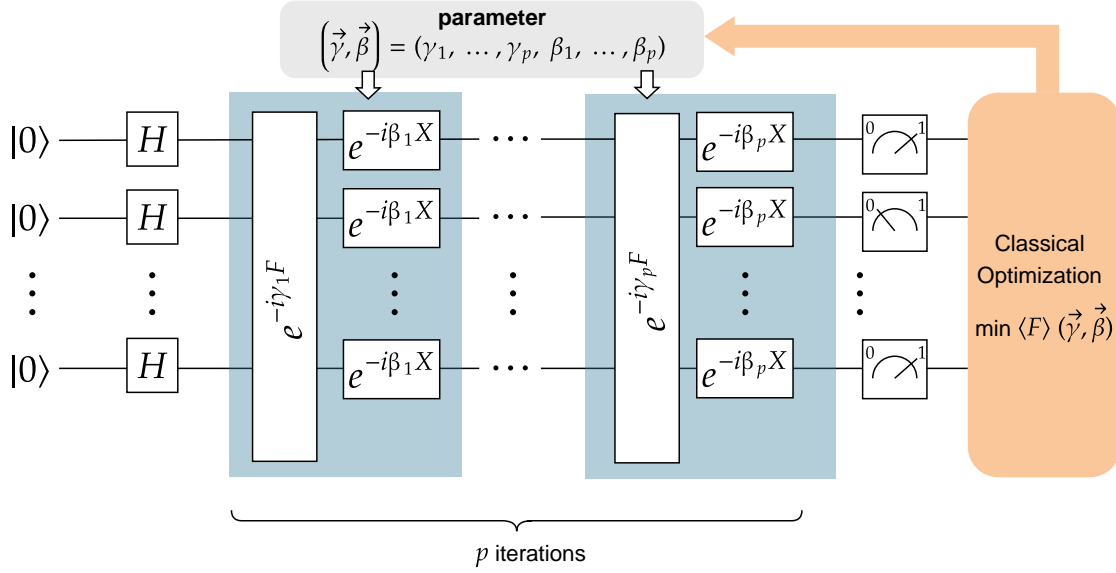 parameter
(γ⃗, β⃗) = (γ₁, … , γₚ, β₁, … , βₚ)
|0⟩ H e^{-iβ₁X} ⋯ e^{-iβₚX} 0 1
|0⟩ H e^{-iβ₁X} ⋯ e^{-iβₚX} 0 1
e^{-iγ₁F} e^{-iγₚF}
|0⟩ H e^{-iβ₁X} ⋯ e^{-iβₚX} 0 1
Classical
Optimization
min ⟨F⟩ (γ⃗, β⃗)
p iterations